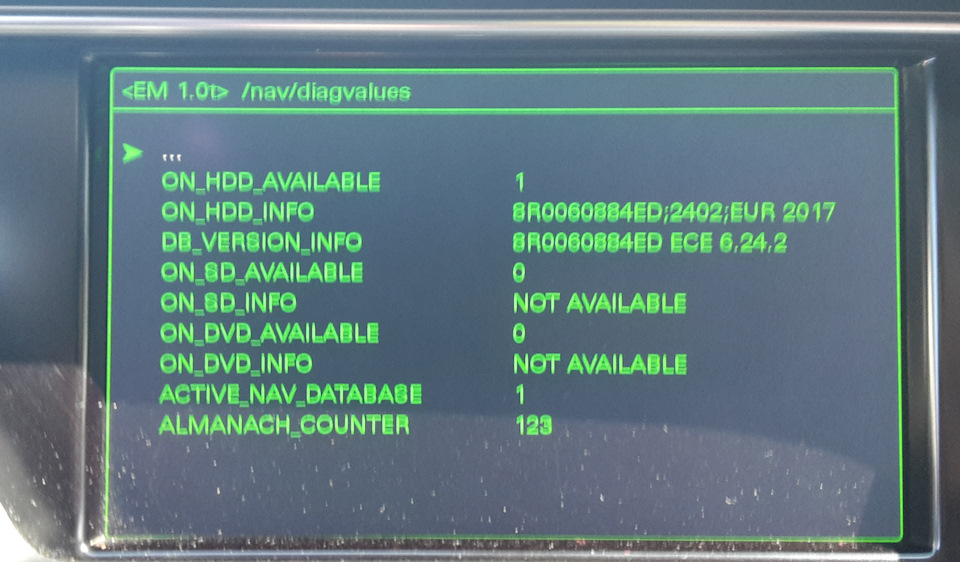 <EM 1.0t> /nav/diagvalues
...
ON_HDD_AVAILABLE 1
ON_HDD_INFO 8R0060884ED;2402;EUR 2017
DB_VERSION_INFO 8R0060884ED ECE 6.24.2
ON_SD_AVAILABLE 0
ON_SD_INFO NOT AVAILABLE
ON_DVD_AVAILABLE 0
ON_DVD_INFO NOT AVAILABLE
ACTIVE_NAV_DATABASE 1
ALMANACH_COUNTER 123